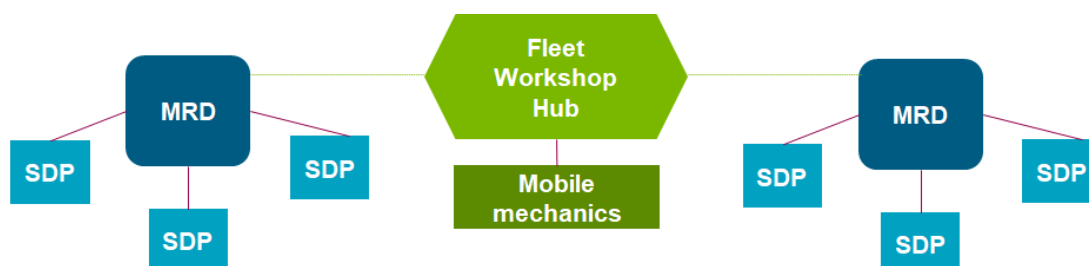 Fleet
Workshop
Hub
MRD
MRD
SDP
SDP
SDP
SDP
SDP
SDP
Mobile
mechanics